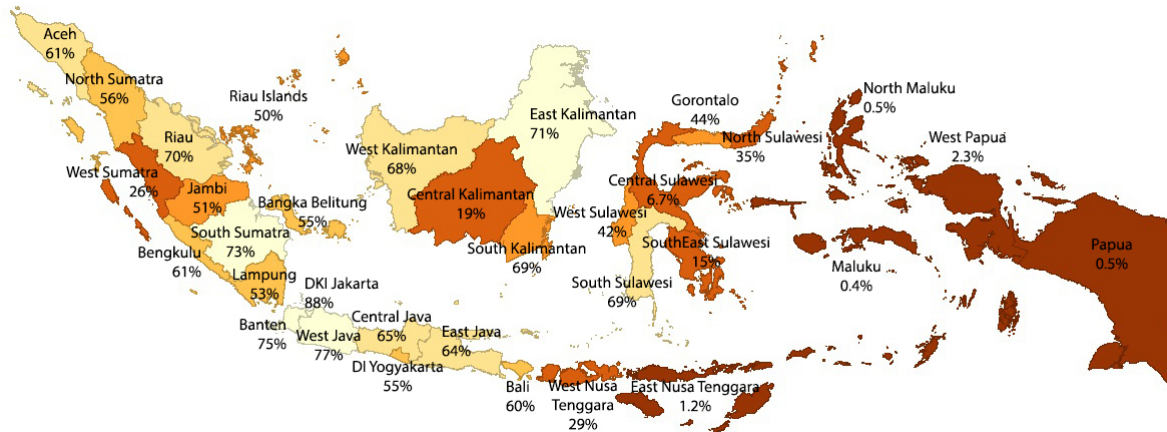 Aceh
61%
North Sumatra
56%
Riau Islands
50%
Riau
70%
West Sumatra
26%
Jambi
51%
Bangka Belitung
55%
South Sumatra
73%
Bengkulu
61%
Lampung
53%
DKI Jakarta
88%
Banten
75%
West Java
77%
Central Java
65%
DI Yogyakarta
55%
East Java
64%
Bali
60%
West Nusa
Tenggara
29%
East Nusa Tenggara
1.2%
West Kalimantan
68%
Central Kalimantan
19%
East Kalimantan
71%
South Kalimantan
69%
Gorontalo
44%
North Sulawesi
35%
Central Sulawesi
6.7%
West Sulawesi
42%
SouthEast Sulawesi
15%
South Sulawesi
69%
North Maluku
0.5%
West Papua
2.3%
Maluku
0.4%
Papua
0.5%